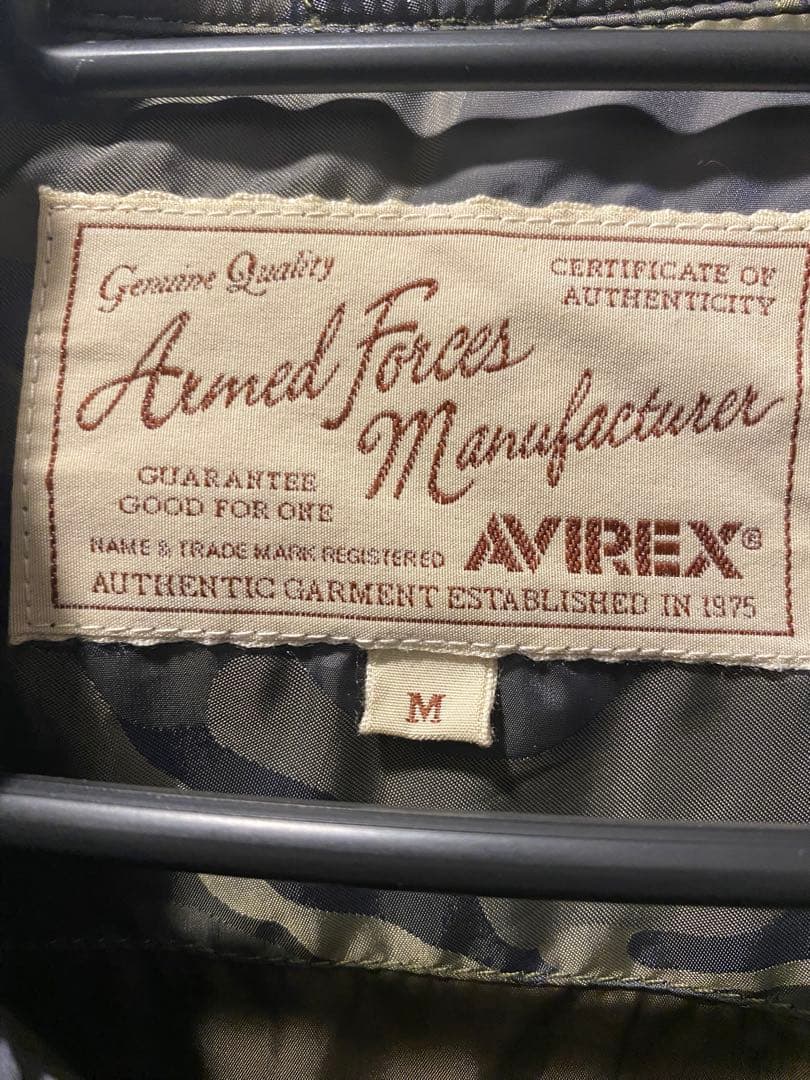 Genuine Quality
CERTIFICATE OF
AUTHENTICITY
Armed Forces
Manufacturer
GUARANTEE
GOOD FOR ONE
NAME & TRADE MARK REGISTERED
AVIREX®
AUTHENTIC GARMENT ESTABLISHED IN 1975
M